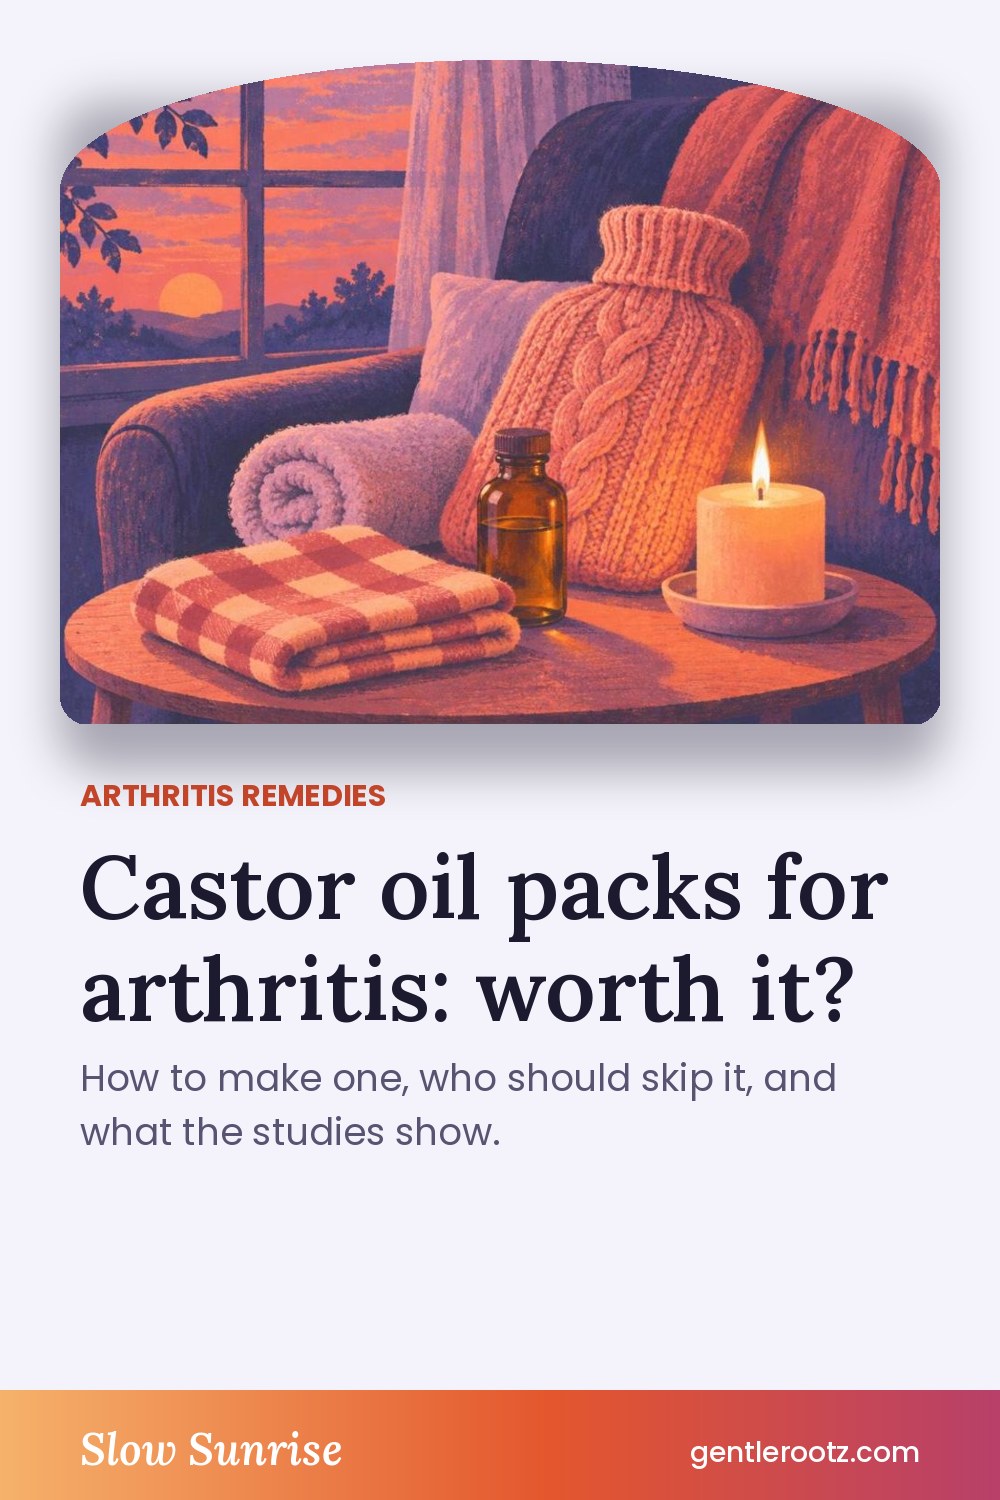 ARTHRITIS REMEDIES
Castor oil packs for
arthritis: worth it?
How to make one, who should skip it, and
what the studies show.
Slow Sunrise
gentlerootz.com